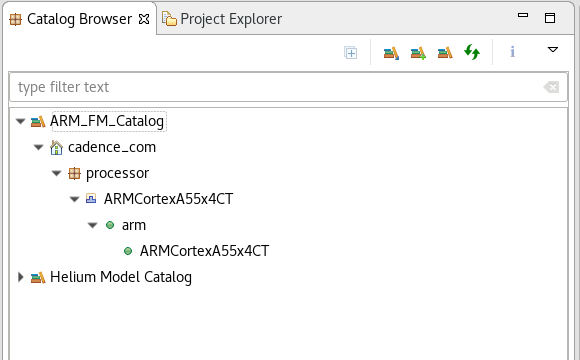 Catalog Browser Project Explorer
type filter text
ARM_FM_Catalog
cadence_com
processor
ARMCortexA55x4CT
arm
ARMCortexA55x4CT
Helium Model Catalog